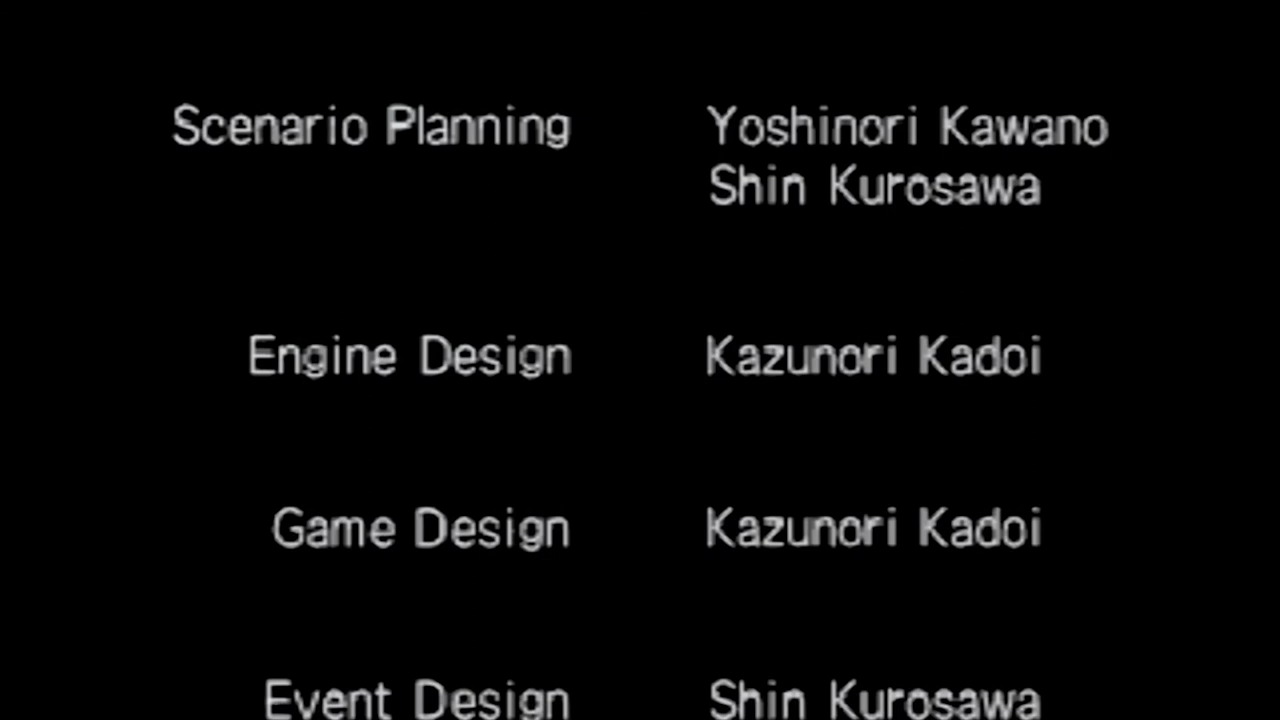 Scenario Planning Yoshinori Kawano
Shin Kurosawa
Engine Design Kazunori Kadoi
Game Design Kazunori Kadoi
Event Design Shin Kurosawa